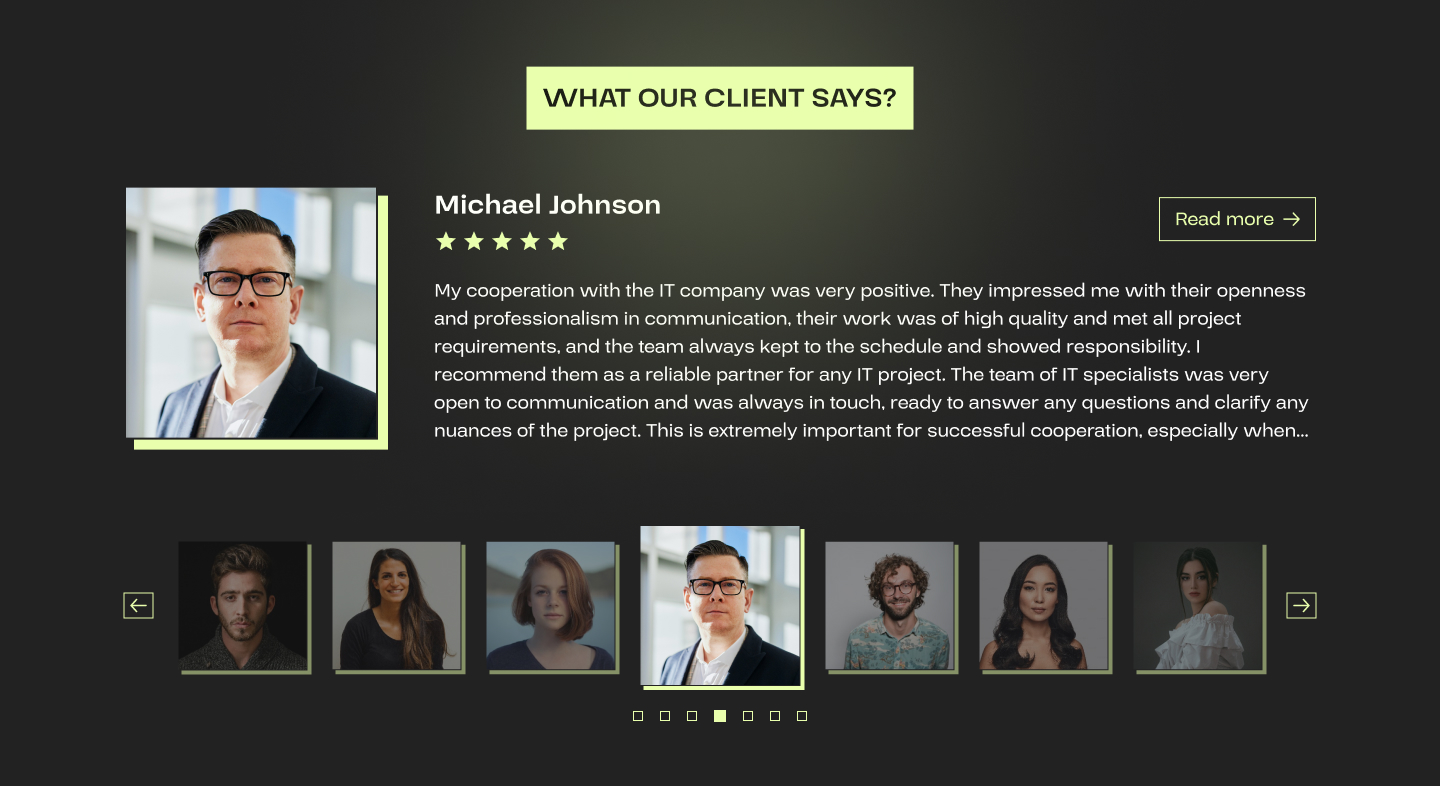 WHAT OUR CLIENT SAYS?
Michael Johnson
Read more →
My cooperation with the IT company was very positive. They impressed me with their openness
and professionalism in communication, their work was of high quality and met all project
requirements, and the team always kept to the schedule and showed responsibility. I
recommend them as a reliable partner for any IT project. The team of IT specialists was very
open to communication and was always in touch, ready to answer any questions and clarify any
nuances of the project. This is extremely important for successful cooperation, especially when...